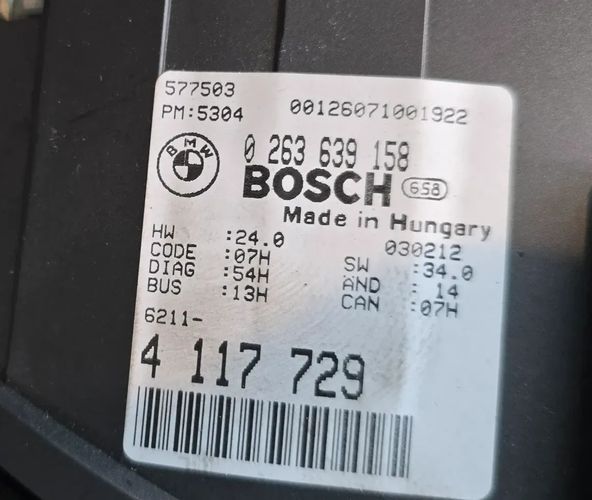 577503
PM:5304 00126071001922
BMW 0 263 639 158
BOSCH 658
Made in Hungary
HW :24.0 030212
CODE :07H SW :34.0
DIAG :54H AND : 14
BUS :13H CAN :07H
6211-
4 117 729